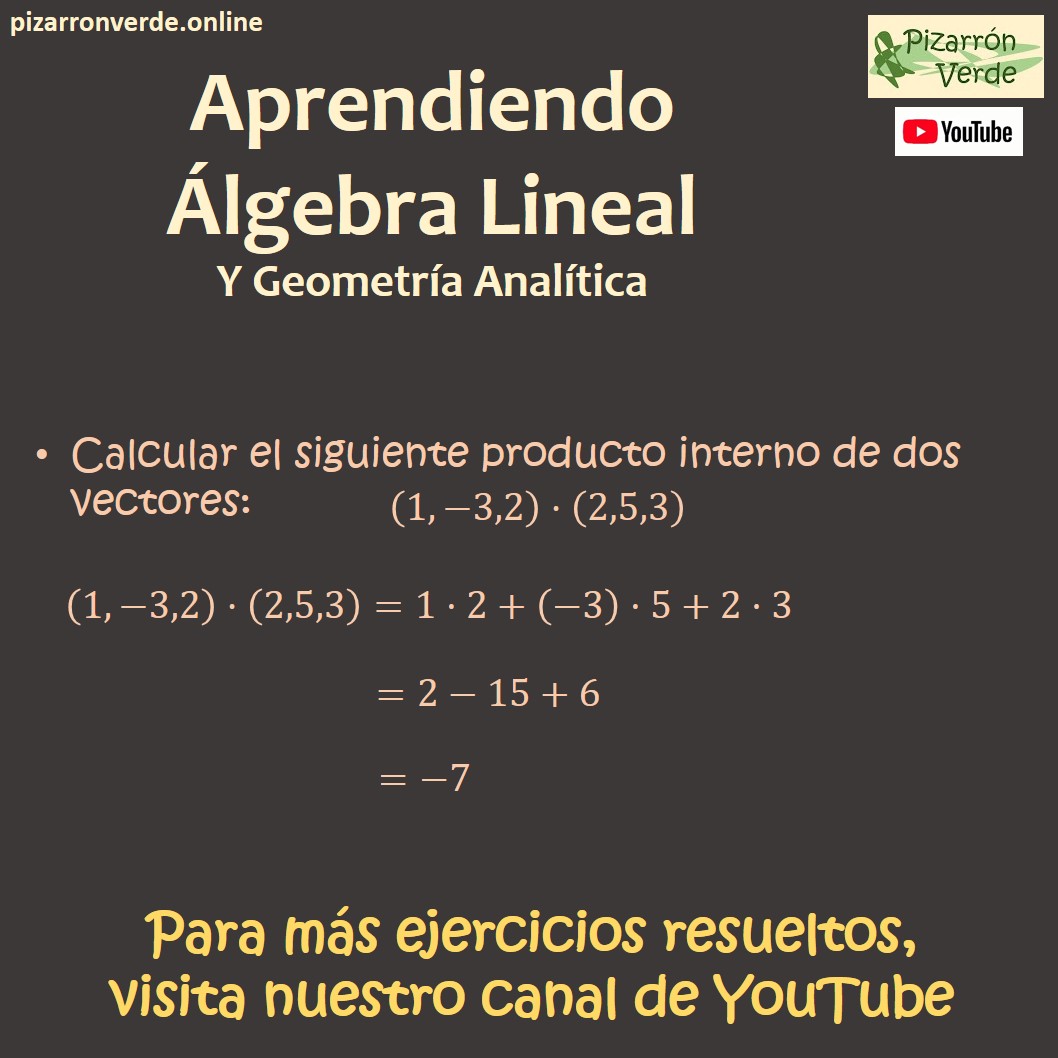 pizarronverde.online
Pizarrón
Verde
YouTube
Aprendiendo
Álgebra Lineal
Y Geometría Analítica
• Calcular el siguiente producto interno de dos
vectores: (1, −3,2) · (2,5,3)
(1, −3,2) · (2,5,3) = 1 · 2 + (−3) · 5 + 2 · 3
= 2 − 15 + 6
= −7
Para más ejercicios resueltos,
visita nuestro canal de YouTube